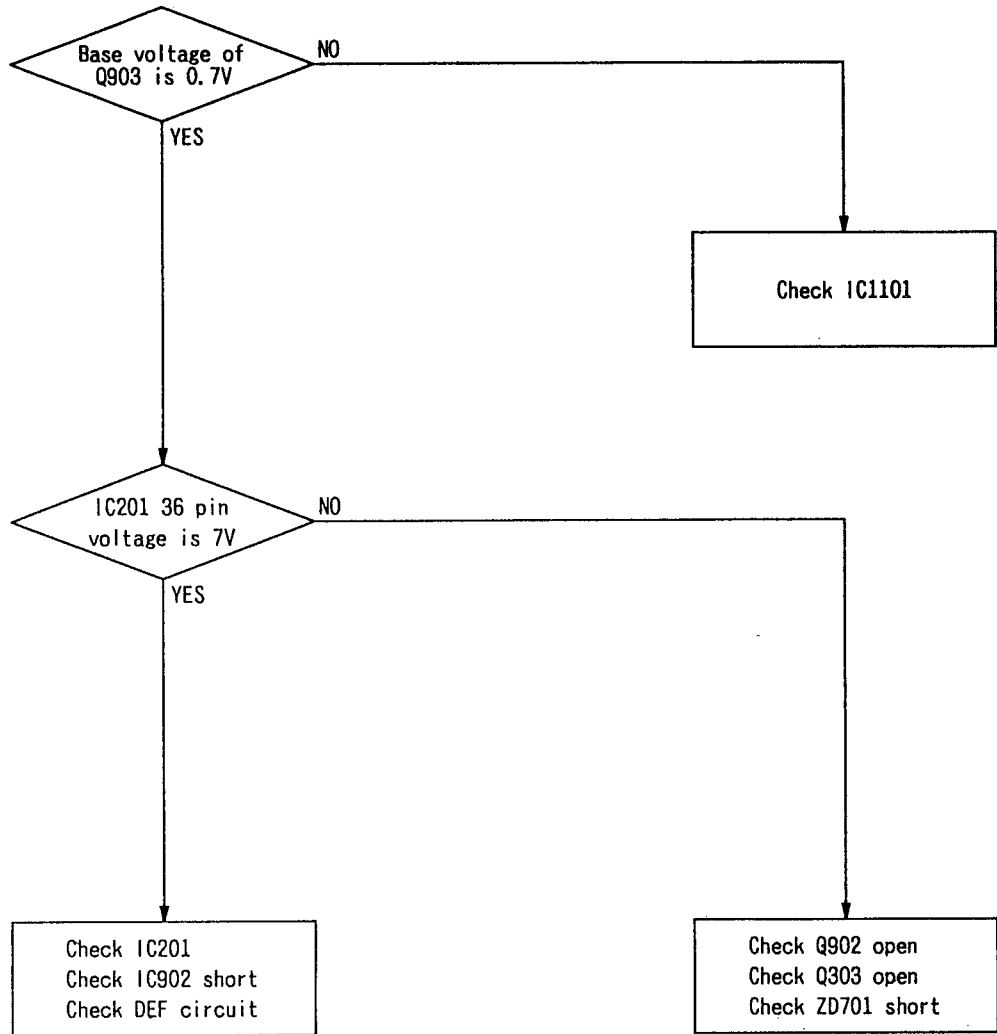 Base voltage of
Q903 is 0.7V
NO
YES
Check IC1101
IC201 36 pin
voltage is 7V
NO
YES
Check IC201
Check IC902 short
Check DEF circuit
Check Q902 open
Check Q303 open
Check ZD701 short